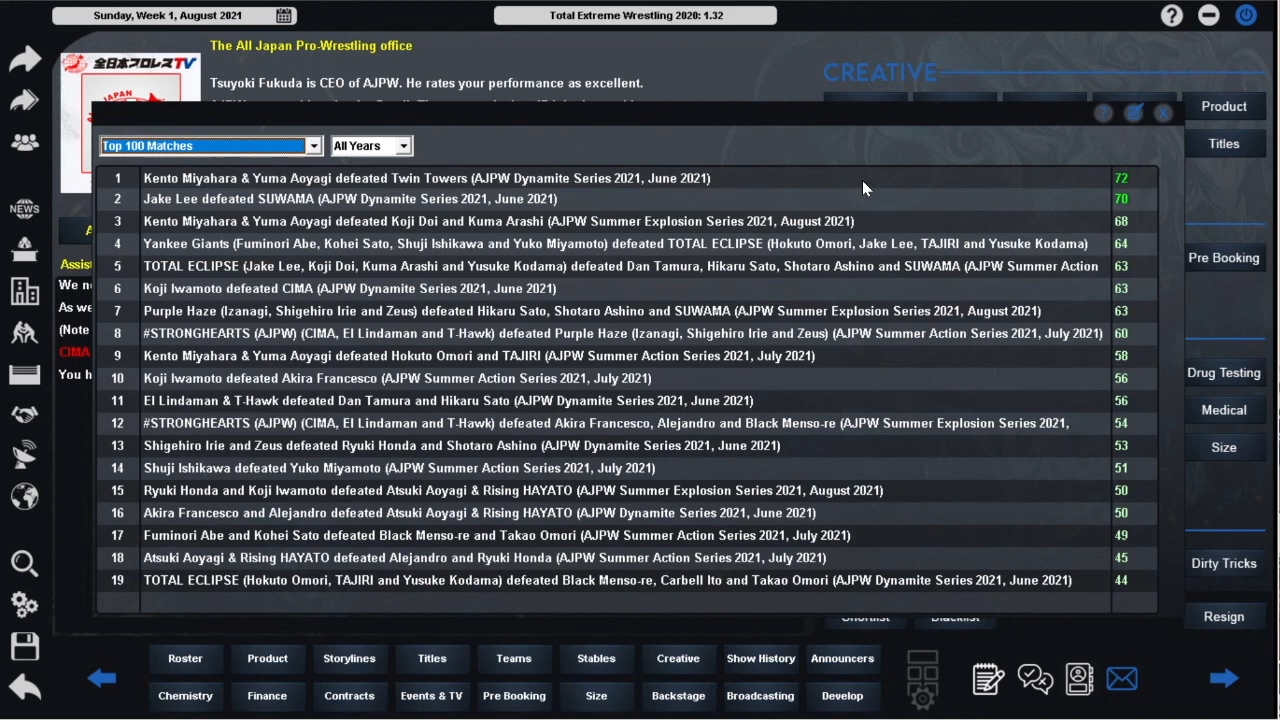 Sunday, Week 1, August 2021
Total Extreme Wrestling 2020: 1.32
The All Japan Pro-Wrestling office
全日本プロレスTV
JAPAN
Tsuyoki Fukuda is CEO of AJPW. He rates your performance as excellent.
CREATIVE
Product
Top 100 Matches
All Years
Titles
1 Kento Miyahara & Yuma Aoyagi defeated Twin Towers (AJPW Dynamite Series 2021, June 2021) 72
2 Jake Lee defeated SUWAMA (AJPW Dynamite Series 2021, June 2021) 70
3 Kento Miyahara & Yuma Aoyagi defeated Koji Doi and Kuma Arashi (AJPW Summer Explosion Series 2021, August 2021) 68
4 Yankee Giants (Fuminori Abe, Kohei Sato, Shuji Ishikawa and Yuko Miyamoto) defeated TOTAL ECLIPSE (Hokuto Omori, Jake Lee, TAJIRI and Yusuke Kodama) 64
5 TOTAL ECLIPSE (Jake Lee, Koji Doi, Kuma Arashi and Yusuke Kodama) defeated Dan Tamura, Hikaru Sato, Shotaro Ashino and SUWAMA (AJPW Summer Action 63
6 Koji Iwamoto defeated CIMA (AJPW Dynamite Series 2021, June 2021) 63
7 Purple Haze (Izanagi, Shigehiro Irie and Zeus) defeated Hikaru Sato, Shotaro Ashino and SUWAMA (AJPW Summer Explosion Series 2021, August 2021) 63
8 #STRONGHEARTS (AJPW) (CIMA, El Lindaman and T-Hawk) defeated Purple Haze (Izanagi, Shigehiro Irie and Zeus) (AJPW Summer Action Series 2021, July 2021) 60
9 Kento Miyahara & Yuma Aoyagi defeated Hokuto Omori and TAJIRI (AJPW Summer Action Series 2021, July 2021) 58
10 Koji Iwamoto defeated Akira Francesco (AJPW Summer Action Series 2021, July 2021) 56
11 El Lindaman & T-Hawk defeated Dan Tamura and Hikaru Sato (AJPW Dynamite Series 2021, June 2021) 56
12 #STRONGHEARTS (AJPW) (CIMA, El Lindaman and T-Hawk) defeated Akira Francesco, Alejandro and Black Menso-re (AJPW Summer Explosion Series 2021, 54
13 Shigehiro Irie and Zeus defeated Ryuki Honda and Shotaro Ashino (AJPW Dynamite Series 2021, June 2021) 53
14 Shuji Ishikawa defeated Yuko Miyamoto (AJPW Summer Action Series 2021, July 2021) 51
15 Ryuki Honda and Koji Iwamoto defeated Atsuki Aoyagi & Rising HAYATO (AJPW Summer Explosion Series 2021, August 2021) 50
16 Akira Francesco and Alejandro defeated Atsuki Aoyagi & Rising HAYATO (AJPW Dynamite Series 2021, June 2021) 50
17 Fuminori Abe and Kohei Sato defeated Black Menso-re and Takao Omori (AJPW Summer Action Series 2021, July 2021) 49
18 Atsuki Aoyagi & Rising HAYATO defeated Alejandro and Ryuki Honda (AJPW Summer Action Series 2021, July 2021) 45
19 TOTAL ECLIPSE (Hokuto Omori, TAJIRI and Yusuke Kodama) defeated Black Menso-re, Carbell Ito and Takao Omori (AJPW Dynamite Series 2021, June 2021) 44
NEWS
A
Assist
We n
As we
(Note
CIMA
You h
Pre Booking
Drug Testing
Medical
Size
Dirty Tricks
Resign
Shortlist Blacklist
Roster Product Storylines Titles Teams Stables Creative Show History Announcers
Chemistry Finance Contracts Events & TV Pre Booking Size Backstage Broadcasting Develop